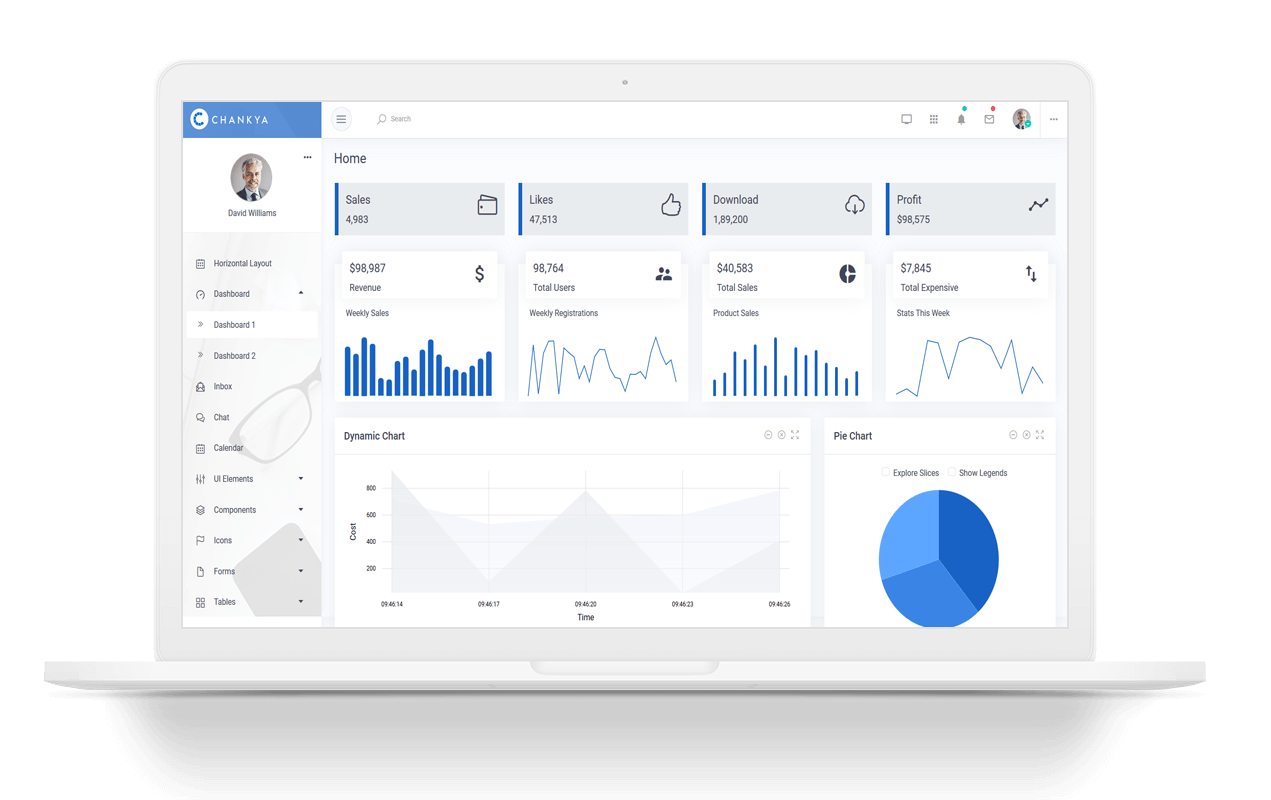 CHANKYA
Search
David Williams
Horizontal Layout
Dashboard
Dashboard 1
Dashboard 2
Inbox
Chat
Calendar
UI Elements
Components
Icons
Forms
Tables
Home
Sales
4,983
Likes
47,513
Download
1,89,200
Profit
$98,575
$98,987
Revenue
Weekly Sales
98,764
Total Users
Weekly Registrations
$40,583
Total Sales
Product Sales
$7,845
Total Expensive
Stats This Week
Dynamic Chart
800
600
400
200
Cost
09:46:14 09:46:17 09:46:20 09:46:23 09:46:26
Time
Pie Chart
Explore Slices Show Legends